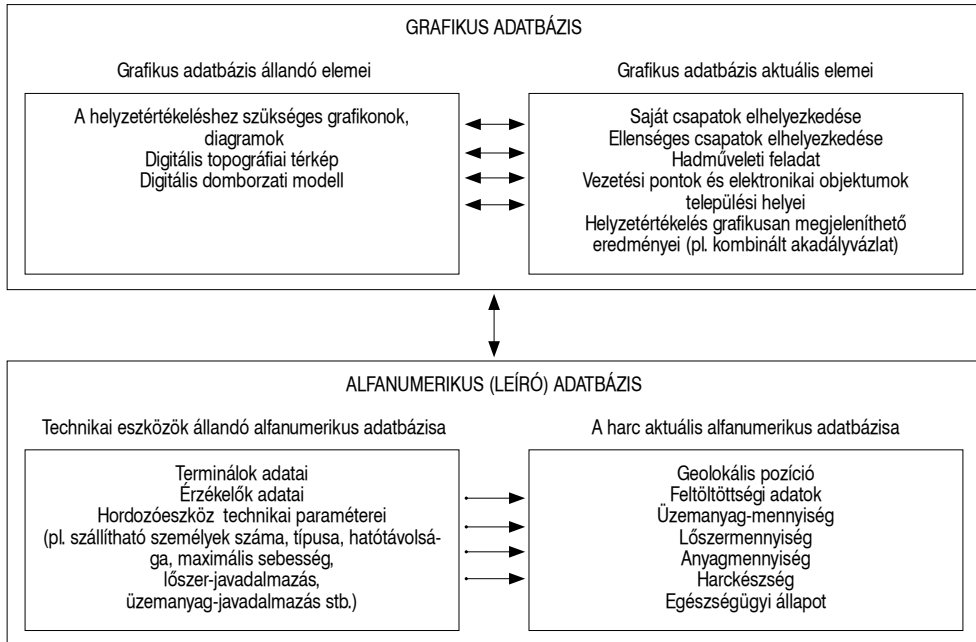 GRAFIKUS ADATBÁZIS
Grafikus adatbázis állandó elemei
A helyzetértékeléshez szükséges grafikonok,
diagramok
Digitális topográfiai térkép
Digitális domborzati modell
Grafikus adatbázis aktuális elemei
Saját csapatok elhelyezkedése
Ellenséges csapatok elhelyezkedése
Hadműveleti feladat
Vezetési pontok és elektronikai objektumok
települési helyei
Helyzetértékelés grafikusan megjeleníthető
eredményei (pl. kombinált akadályvázlat)
ALFANUMERIKUS (LEÍRÓ) ADATBÁZIS
Technikai eszközök állandó alfanumerikus adatbázisa
Terminálok adatai
Érzékelők adatai
Hordozóeszköz technikai paraméterei
(pl. szállítható személyek száma, típusa, hatótávolsá-
ga, maximális sebesség,
lőszer-javadalmazás,
üzemanyag-javadalmazás stb.)
A harc aktuális alfanumerikus adatbázisa
Geolokális pozíció
Feltöltöttségi adatok
Üzemanyag-mennyiség
Lőszermennyiség
Anyagmennyiség
Harckészség
Egészségügyi állapot